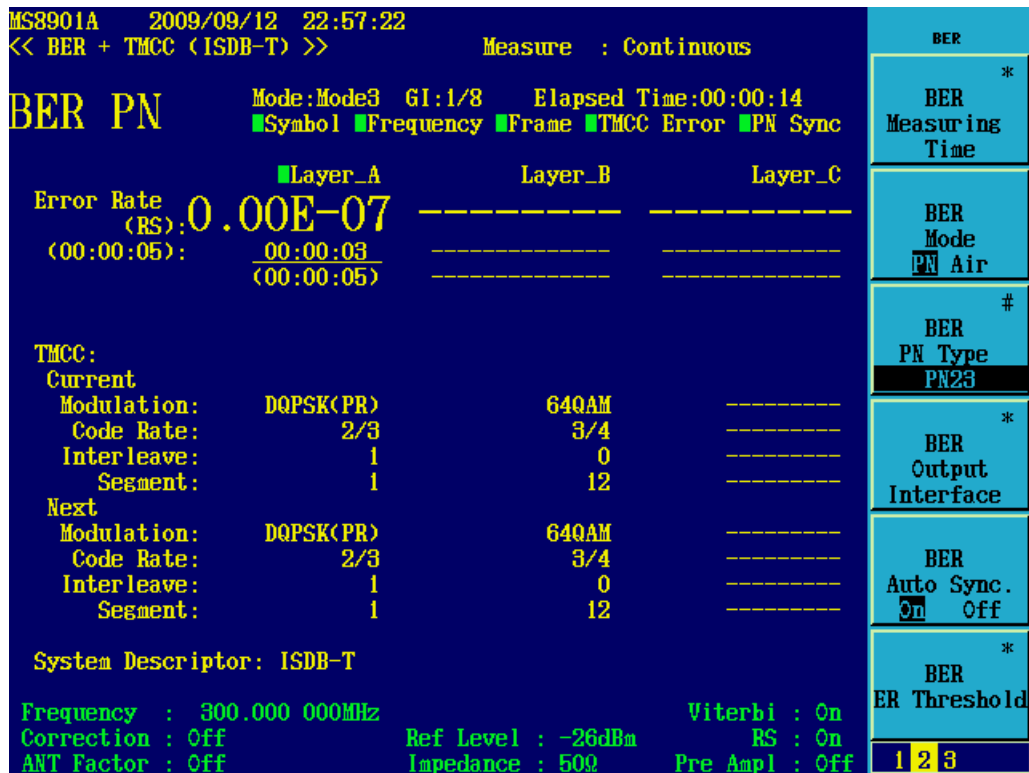 MS8901A 2009/09/12 22:57:22
<< BER + TMCC (ISDB-T) >> Measure : Continuous
BER PN Mode:Mode3 GI:1/8 Elapsed Time:00:00:14
Symbol Frequency Frame TMCC Error PN Sync
Layer_A Layer_B Layer_C
Error Rate (RS): 0.00E-07 --------- ---------
(00:00:05): 00:00:03 -------------- --------------
(00:00:05) -------------- --------------
TMCC:
Current
Modulation: DQPSK(PR) 64QAM ---------
Code Rate: 2/3 3/4 ---------
Interleave: 1 0 ---------
Segment: 1 12 ---------
Next
Modulation: DQPSK(PR) 64QAM ---------
Code Rate: 2/3 3/4 ---------
Interleave: 1 0 ---------
Segment: 1 12 ---------
System Descriptor: ISDB-T
Frequency : 300.000 000MHz Viterbi : On
Correction : Off Ref Level : -26dBm RS : On
ANT Factor : Off Impedance : 50Ω Pre Ampl : Off
BER
*
BER
Measuring
Time
BER
Mode
PN Air
#
BER
PN Type
PN23
*
BER
Output
Interface
BER
Auto Sync.
On Off
*
BER
ER Threshold
1 2 3